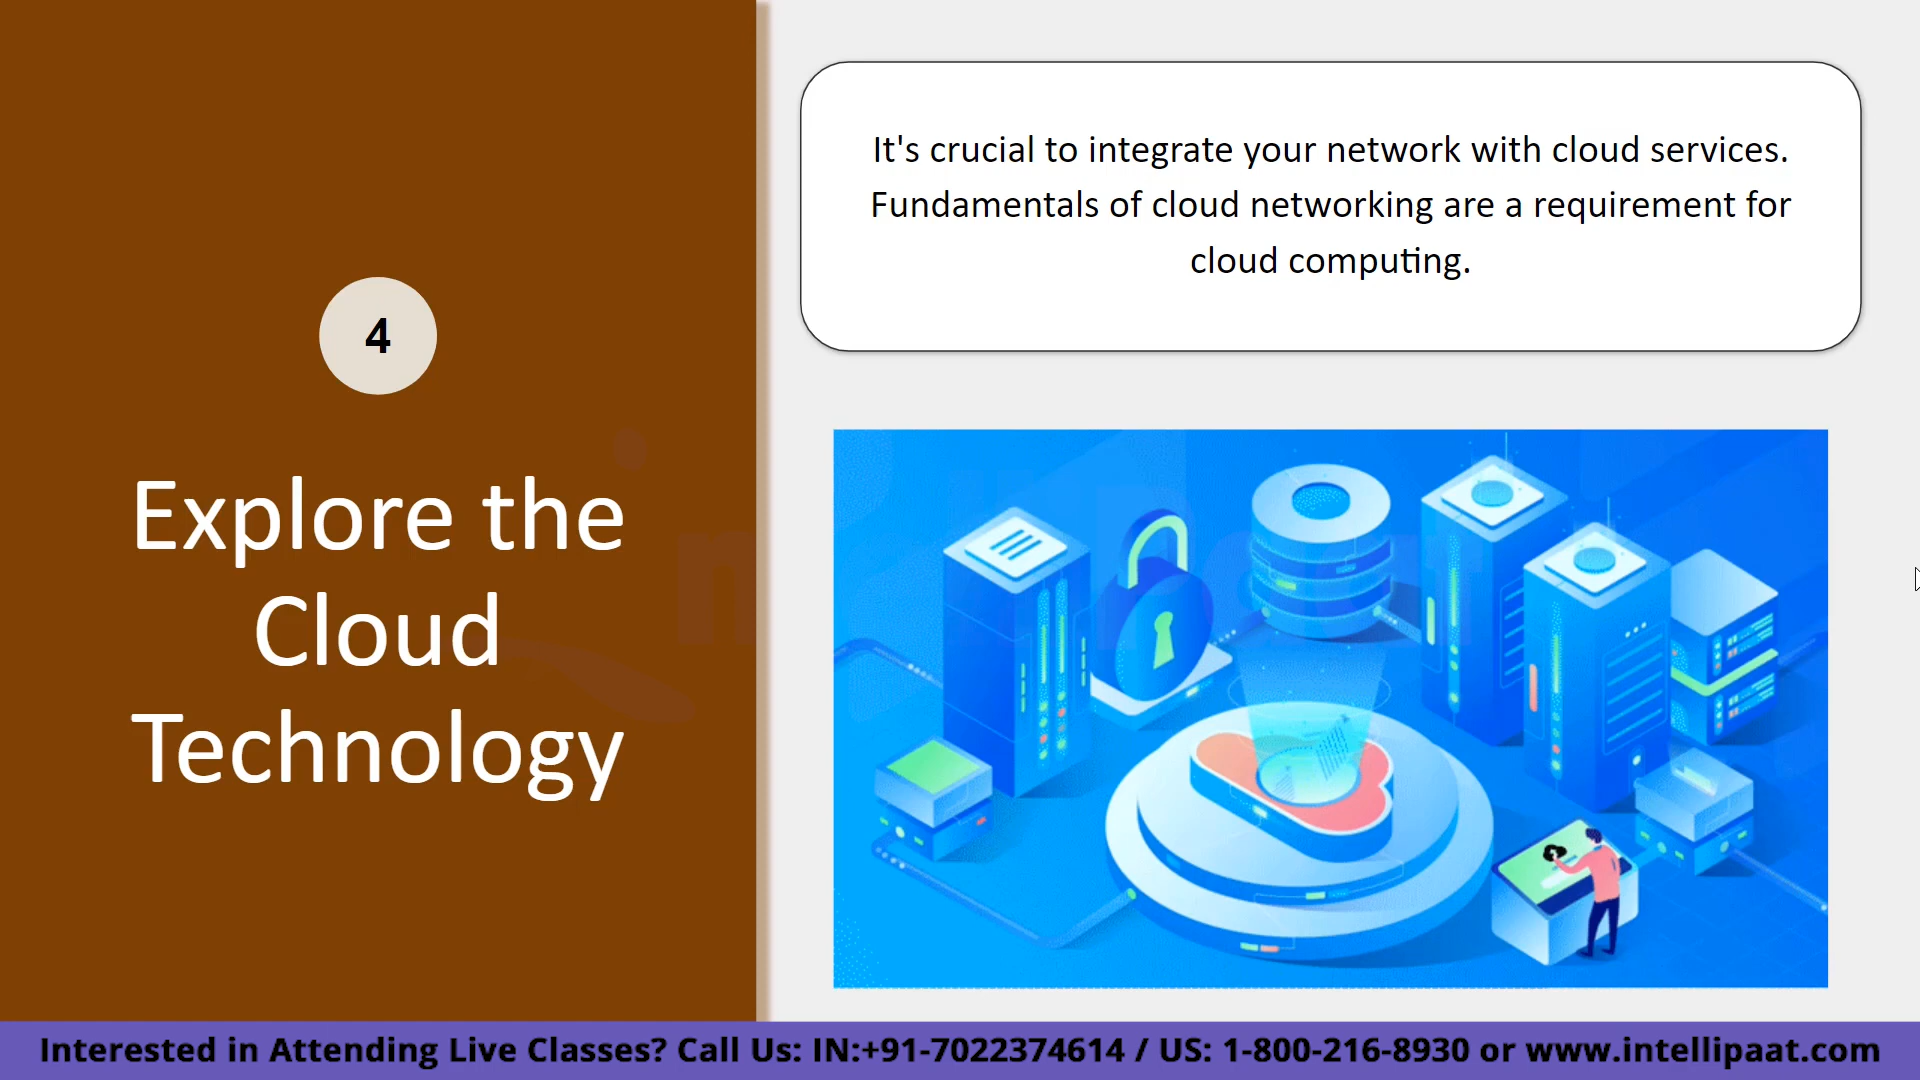 4
Explore the
Cloud
Technology
It's crucial to integrate your network with cloud services.
Fundamentals of cloud networking are a requirement for
cloud computing.
Interested in Attending Live Classes? Call Us: IN:+91-7022374614 / US: 1-800-216-8930 or www.intellipaat.com